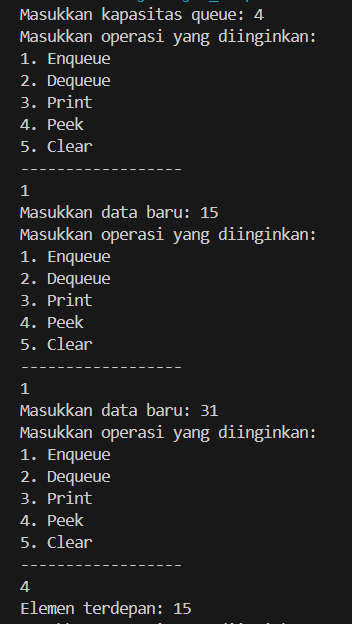 Masukkan kapasitas queue: 4
Masukkan operasi yang diinginkan:
1. Enqueue
2. Dequeue
3. Print
4. Peek
5. Clear
------------------
1
Masukkan data baru: 15
Masukkan operasi yang diinginkan:
1. Enqueue
2. Dequeue
3. Print
4. Peek
5. Clear
------------------
1
Masukkan data baru: 31
Masukkan operasi yang diinginkan:
1. Enqueue
2. Dequeue
3. Print
4. Peek
5. Clear
------------------
4
Elemen terdepan: 15